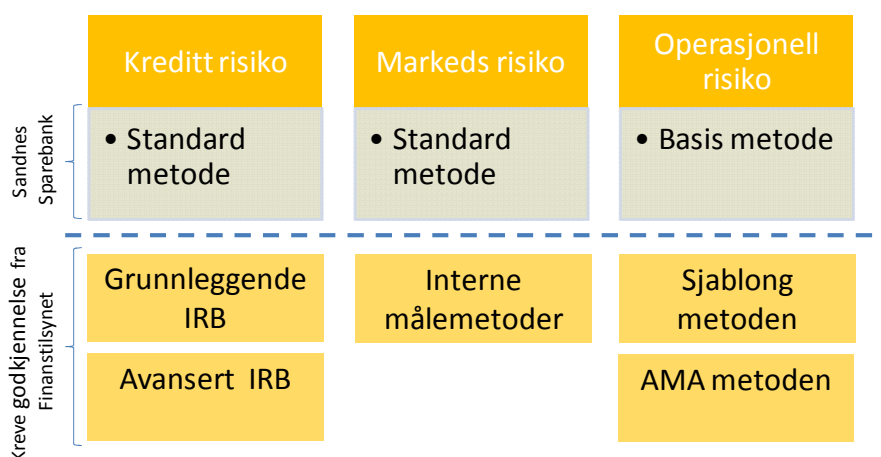 Kreditt risiko
Markeds risiko
Operasjonell
risiko
Sandnes
Sparebank
• Standard
metode
• Standard
metode
• Basis metode
Kreve godkjennelse fra
Finanstilsynet
Grunnleggende
IRB
Interne
målemetoder
Sjablong
metoden
Avansert IRB
AMA metoden